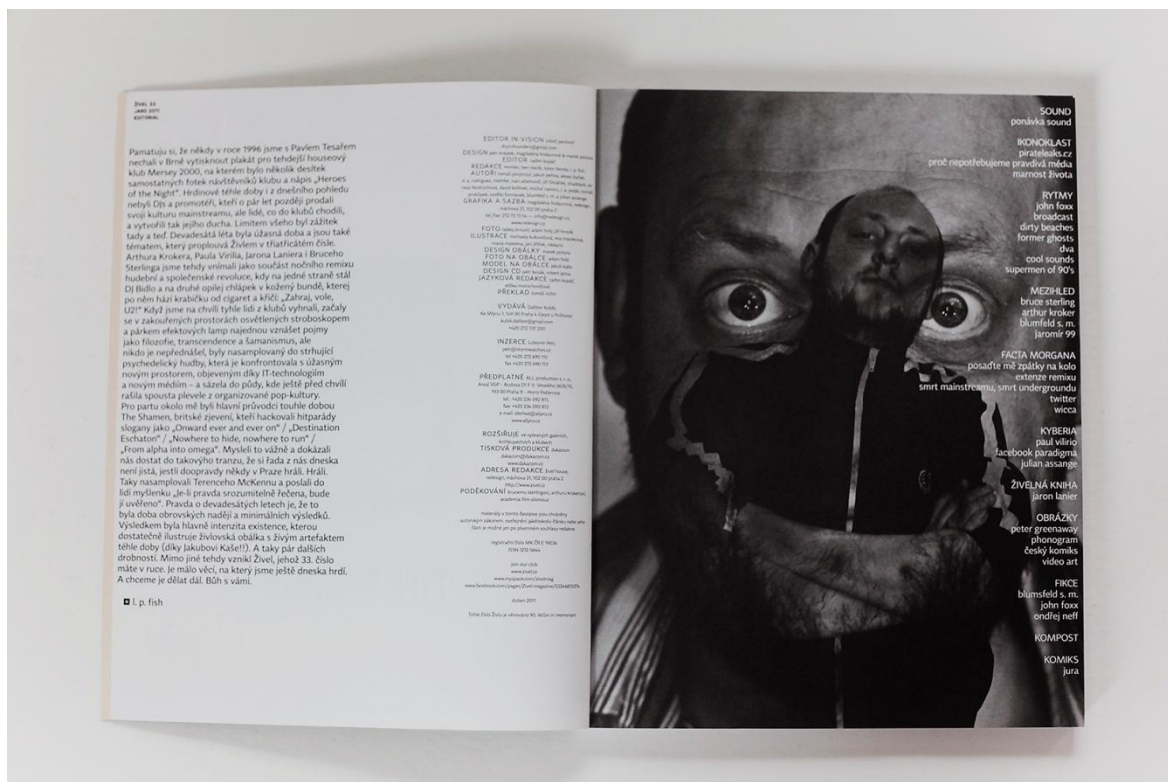 ŽIVEL 33
JARO 2011
EDITORIAL
Pamatuju si, že někdy v roce 1996 jsme s Pavlem Tesařem
nechali v Brně vytisknout plakát pro tehdejší houseový
klub Mersey 2000, na kterém bylo několik desítek
samostatných fotek návštěvníků klubu a nápis „Heroes
of the Night“. Hrdinové téhle doby i z dnešního pohledu
nebyli DJs a promotéři, kteří o pár let později prodali
svoji kulturu mainstreamu, ale lidé, co do klubů chodili,
a vytvořili tak jejího ducha. Limitem všeho byl zážitek
tady a teď. Devadesátá léta byla úžasná doba a jsou také
tématem, který proplouvá Živlem v třiatřicátém čísle.
Arthura Krokera, Paula Virilia, Jarona Laniera i Bruceho
Sterlinga jsme tehdy vnímali jako součást nočního remixu
hudební a společenské revoluce, kdy na jedné straně stál
DJ Bidlo a na druhé opilej chlápek v kožený bundě, kterej
po něm hází krabičku od cigaret a křičí: „Zahraj, vole,
U2!“ Když jsme na chvíli tyhle lidi z klubů vyhnali, začaly
se v zakouřených prostorách osvětlených stroboskopem
a párkem efektových lamp najednou vznášet pojmy
jako filozofie, transcendence a šamanismus, ale
nikdo je nepřednášel, byly nasamplovaný do strhující
psychedelický hudby, která je konfrontovala s úžasným
novým prostorem, objeveným díky IT-technologiím
a novým médiím – a sázela do půdy, kde ještě před chvílí
rašila spousta plevele z organizované pop-kultury.
Pro partu okolo mě byli hlavní průvodci touhle dobou
The Shamen, britské zjevení, kteří hackovali hitparády
slogany jako „Onward ever and ever on“ / „Destination
Eschaton“ / „Nowhere to hide, nowhere to run“ /
„From alpha into omega“. Mysleli to vážně a dokázali
nás dostat do takovýho tranzu, že si řada z nás dneska
není jistá, jestli doopravdy někdy v Praze hráli. Hráli.
Taky nasamplovali Terenceho McKennu a poslali do
lidí myšlenku „Je-li pravda srozumitelně řečena, bude
jí uvěřeno“. Pravda o devadesátých letech je, že to
byla doba obrovských nadějí a minimálních výsledků.
Výsledkem byla hlavně intenzita existence, kterou
dostatečně ilustruje živlovská obálka s živým artefaktem
téhle doby (díky Jakubovi Kaše!!). A taky pár dalších
drobností. Mimo jiné tehdy vznikl Živel, jehož 33. číslo
máte v ruce. Je málo věcí, na který jsme ještě dneska hrdí.
A chceme je dělat dál. Bůh s vámi.
l. p. fish
EDITOR IN VISION
DESIGN
EDITOR
REDAKCE
AUTOŘI
GRAFIKA A SAZBA
FOTO
ILUSTRACE
DESIGN OBÁLKY
FOTO NA OBÁLCE
MODEL NA OBÁLCE
DESIGN CD
JAZYKOVÁ REDAKCE
PŘEKLAD
VYDÁVÁ
INZERCE
PŘEDPLATNÉ
ROZŠIŘUJE
TISKOVÁ PRODUKCE
ADRESA REDAKCE
PODĚKOVÁNÍ
join our club
www.zivel.cz
duben 2011
SOUND
ponávka sound
IKONOKLAST
pirateleaks.cz
proč nepotřebujeme pravdivá média
marnost života
RYTMY
john foxx
broadcast
dirty beaches
former ghosts
dva
cool sounds
supermen of 90's
MEZIHLED
bruce sterling
arthur kroker
blumfeld s. m.
jaromír 99
FACTA MORGANA
posaďte mě zpátky na kolo
extenze remixu
smrt mainstreamu, smrt undergroundu
twitter
wicca
KYBERIA
paul virilio
facebook paradigma
julian assange
ŽIVELNÁ KNIHA
jaron lanier
OBRÁZKY
peter greenaway
phonogram
český komiks
video art
FIKCE
blumsfeld s. m.
john foxx
ondřej neff
KOMPOST
KOMIKS
jura